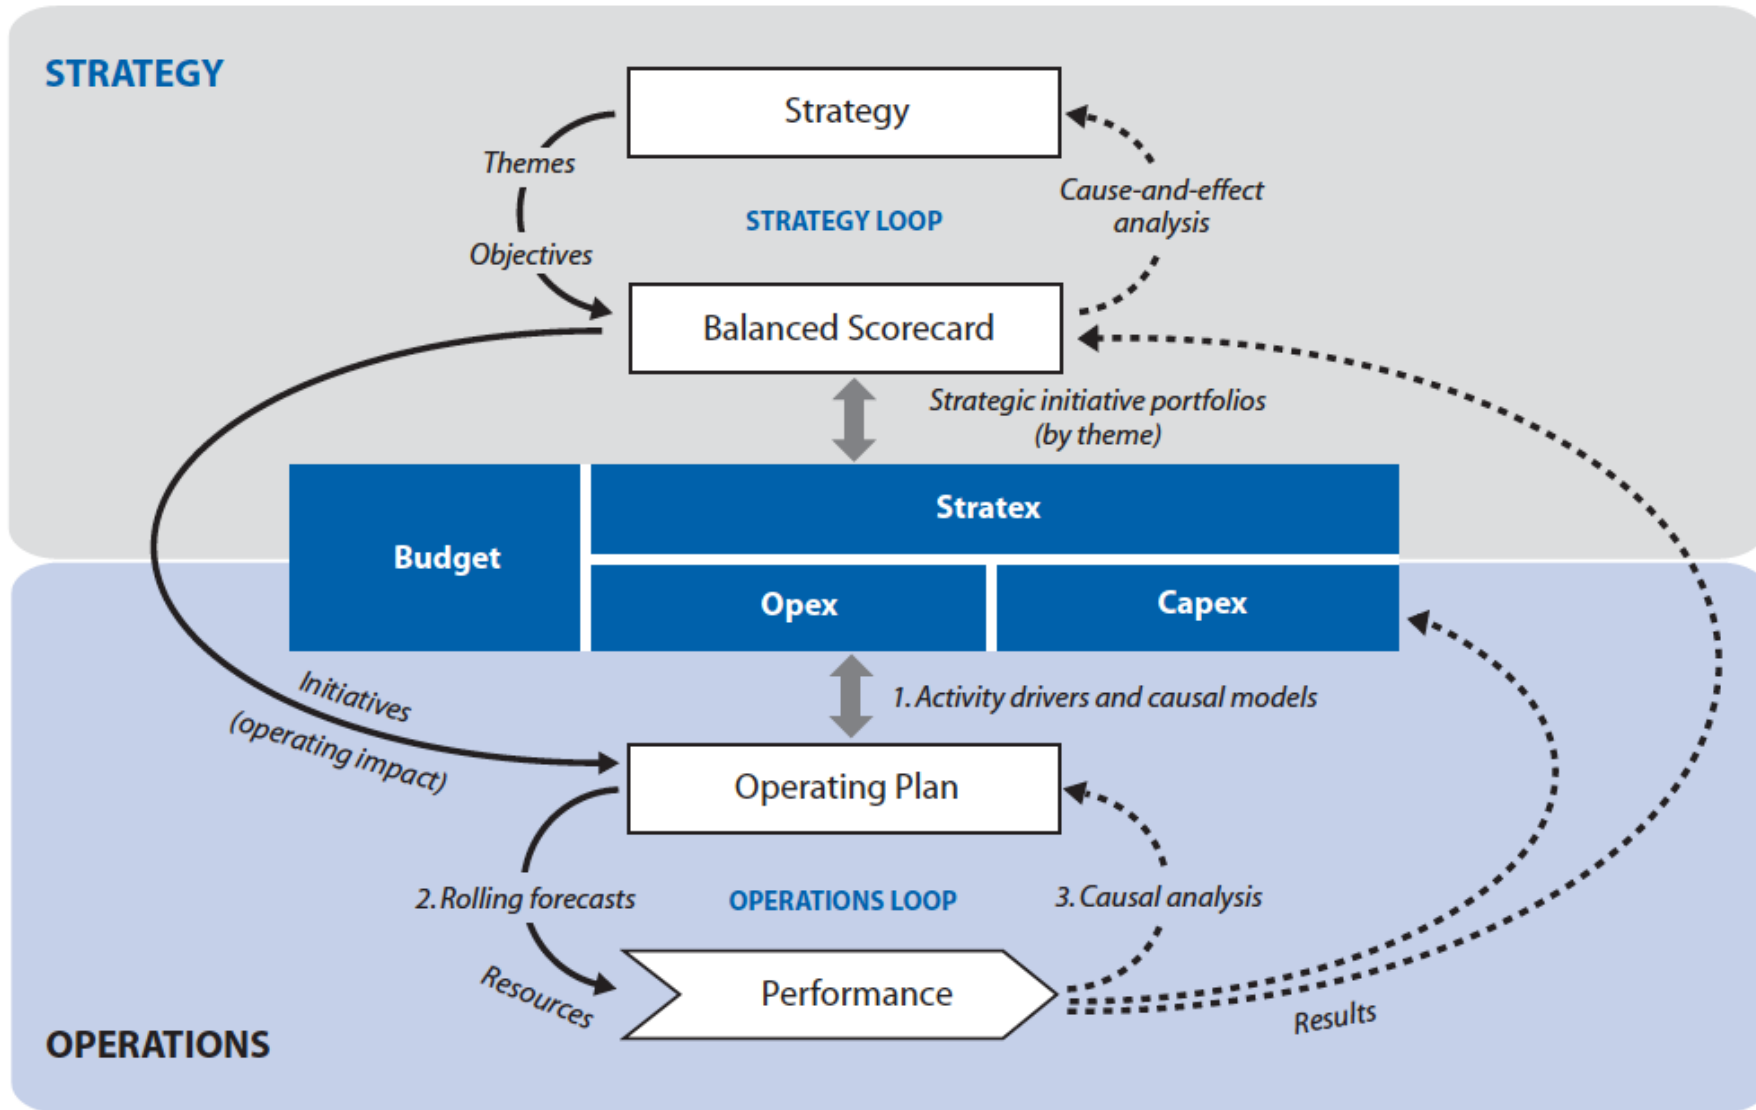 STRATEGY
Strategy
Themes
Cause-and-effect
analysis
STRATEGY LOOP
Objectives
Balanced Scorecard
Strategic initiative portfolios
(by theme)
Stratex
Budget
Opex
Capex
Initiatives
(operating impact)
1. Activity drivers and causal models
Operating Plan
2. Rolling forecasts
OPERATIONS LOOP
3. Causal analysis
Resources
Performance
Results
OPERATIONS